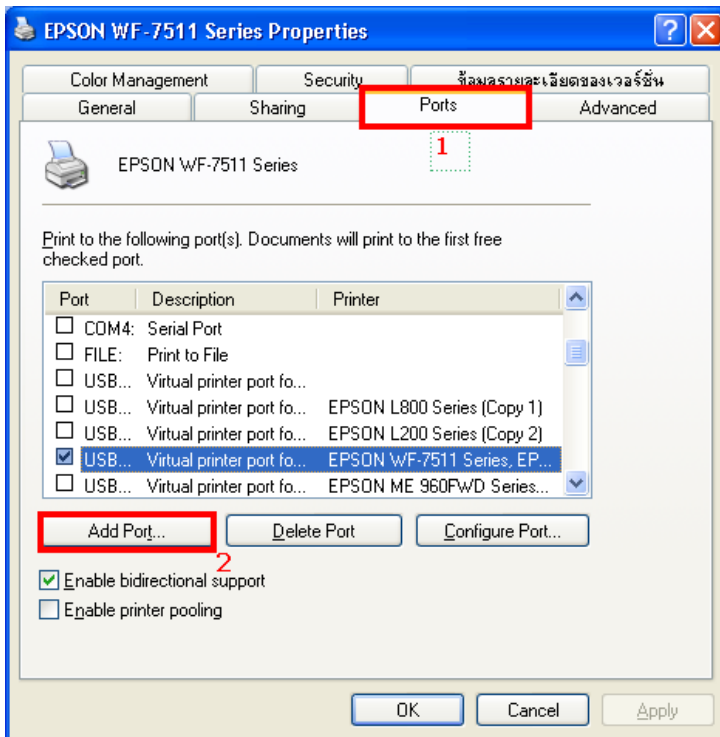 EPSON WF-7511 Series Properties
Color Management Security ข้อมูลรายละเอียดของเวอร์ชั่น
General Sharing Ports Advanced
1
EPSON WF-7511 Series
Print to the following port(s). Documents will print to the first free
checked port.
Port Description Printer
COM4: Serial Port
FILE: Print to File
USB... Virtual printer port fo...
USB... Virtual printer port fo... EPSON L800 Series (Copy 1)
USB... Virtual printer port fo... EPSON L200 Series (Copy 2)
USB... Virtual printer port fo... EPSON WF-7511 Series, EP...
USB... Virtual printer port fo... EPSON ME 960FWD Series...
Add Port... Delete Port Configure Port...
2
Enable bidirectional support
Enable printer pooling
OK Cancel Apply